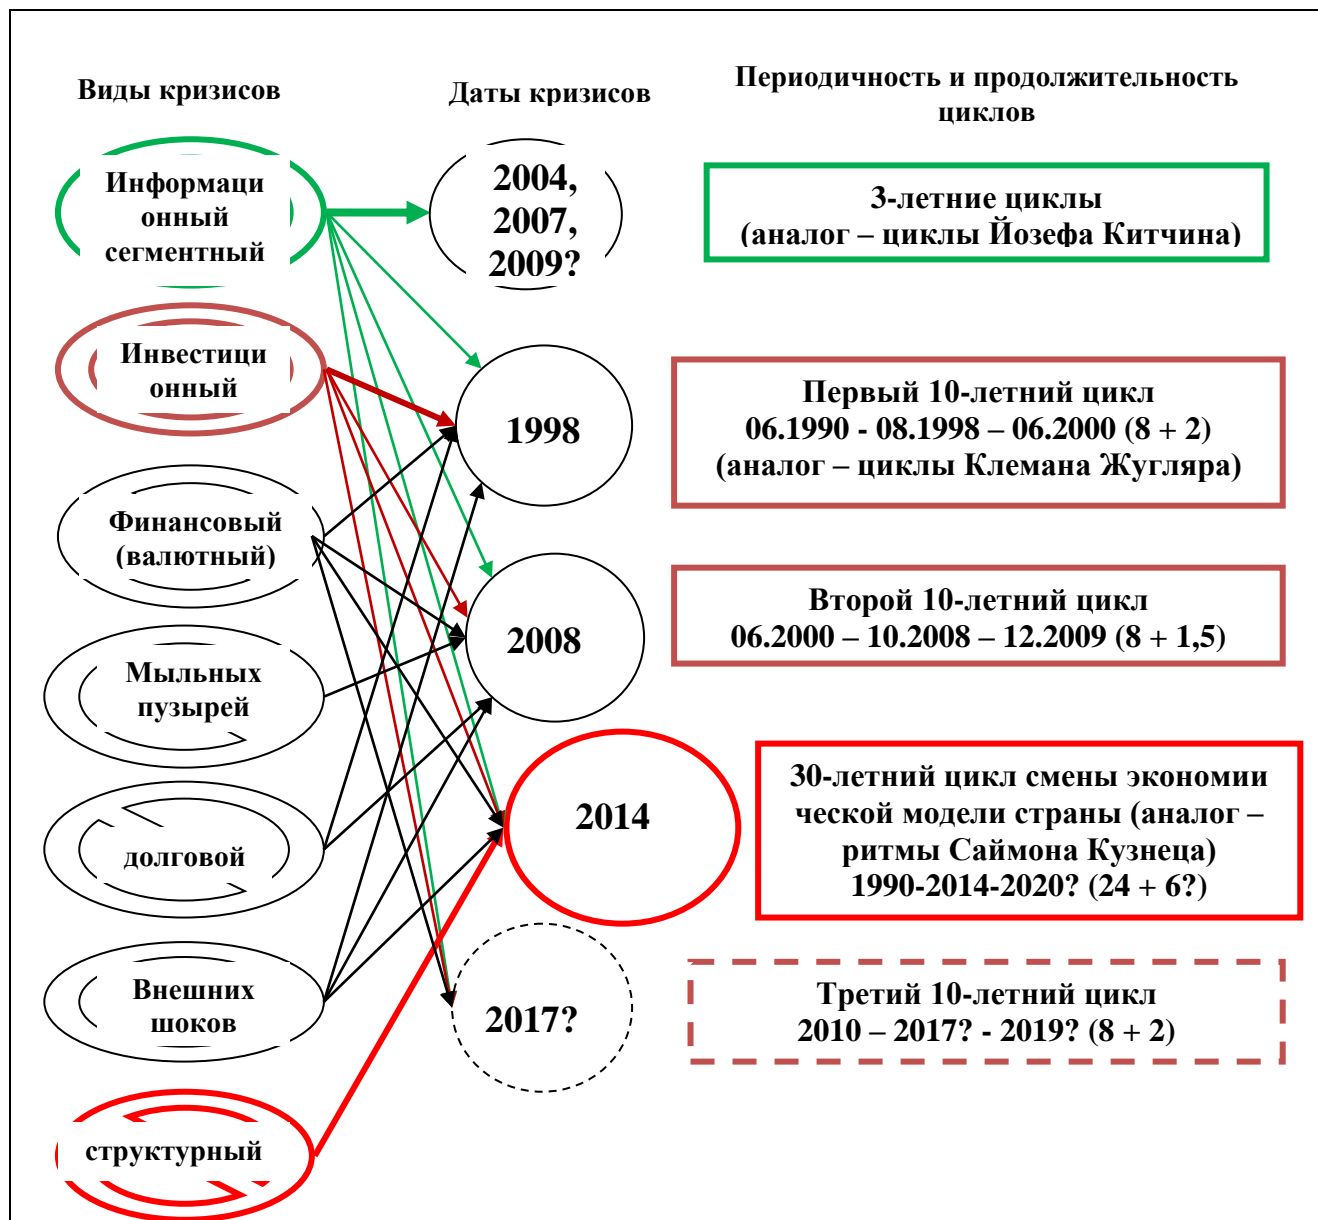 Виды кризисов
Даты кризисов
Периодичность и продолжительность
циклов
Информаци
онный
сегментный
2004,
2007,
2009?
3-летние циклы
(аналог – циклы Йозефа Китчина)
Инвестици
онный
1998
Первый 10-летний цикл
06.1990 - 08.1998 – 06.2000 (8 + 2)
(аналог – циклы Клемана Жугляра)
Финансовый
(валютный)
2008
Второй 10-летний цикл
06.2000 – 10.2008 – 12.2009 (8 + 1,5)
Мыльных
пузырей
2014
30-летний цикл смены экономии
ческой модели страны (аналог –
ритмы Саймона Кузнеца)
1990-2014-2020? (24 + 6?)
долговой
Внешних
шоков
2017?
Третий 10-летний цикл
2010 – 2017? - 2019? (8 + 2)
структурный